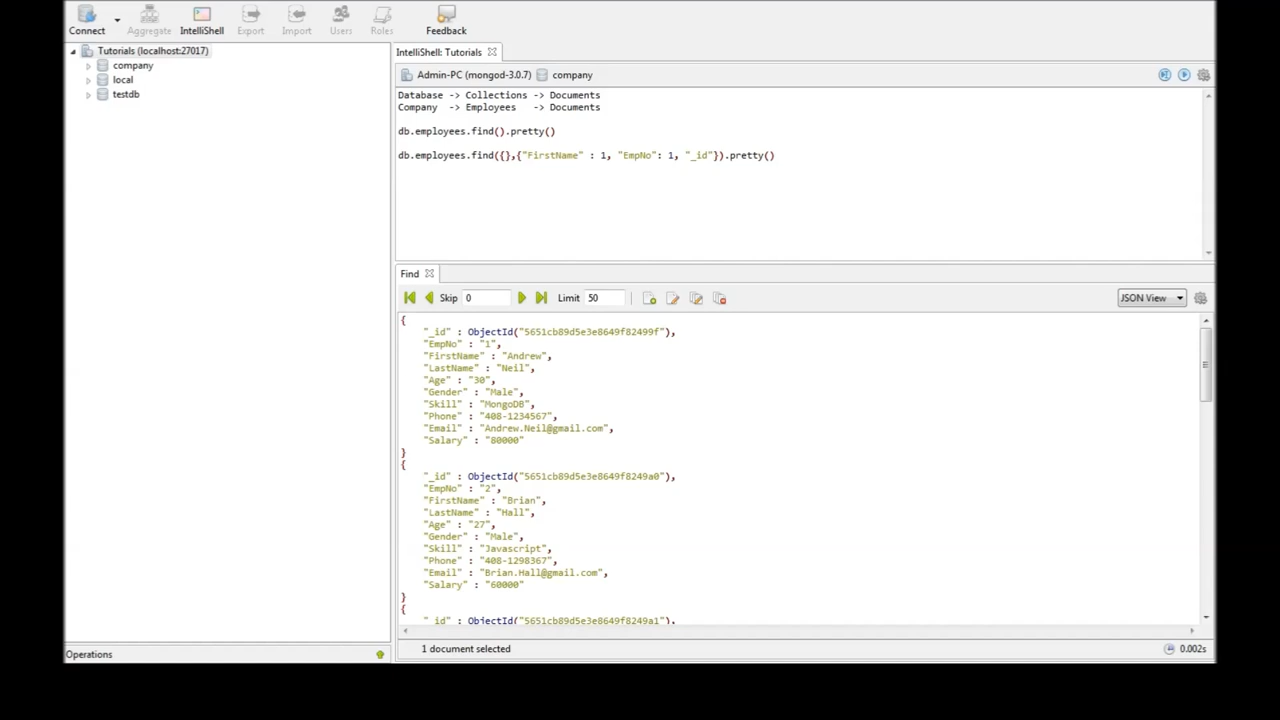 Connect
Aggregate
IntelliShell
Export
Import
Users
Roles
Feedback
Tutorials (localhost:27017)
company
local
testdb
IntelliShell: Tutorials
Admin-PC (mongod-3.0.7) company
Database -> Collections -> Documents
Company -> Employees -> Documents
db.employees.find().pretty()
db.employees.find({},{"FirstName" : 1, "EmpNo": 1, "_id"}).pretty()
Find
Skip 0 Limit 50 JSON View
{
"_id" : ObjectId("5651cb89d5e3e8649f82499f"),
"EmpNo" : "1",
"FirstName" : "Andrew",
"LastName" : "Neil",
"Age" : "30",
"Gender" : "Male",
"Skill" : "MongoDB",
"Phone" : "408-1234567",
"Email" : "Andrew.Neil@gmail.com",
"Salary" : "80000"
}
{
"_id" : ObjectId("5651cb89d5e3e8649f8249a0"),
"EmpNo" : "2",
"FirstName" : "Brian",
"LastName" : "Hall",
"Age" : "27",
"Gender" : "Male",
"Skill" : "Javascript",
"Phone" : "408-1298367",
"Email" : "Brian.Hall@gmail.com",
"Salary" : "60000"
}
{
"_id" : ObjectId("5651cb89d5e3e8649f8249a1"),
Operations
1 document selected
0.002s